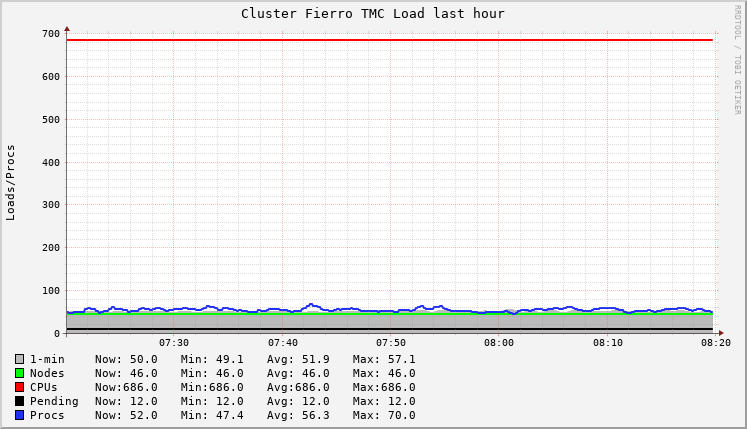 Cluster Fierro TMC Load last hour
RRDTOOL / TOBI OETIKER
Loads/Procs
700
600
500
400
300
200
100
0
07:30 07:40 07:50 08:00 08:10 08:20
1-min Now: 50.0 Min: 49.1 Avg: 51.9 Max: 57.1
Nodes Now: 46.0 Min: 46.0 Avg: 46.0 Max: 46.0
CPUs Now:686.0 Min:686.0 Avg:686.0 Max:686.0
Pending Now: 12.0 Min: 12.0 Avg: 12.0 Max: 12.0
Procs Now: 52.0 Min: 47.4 Avg: 56.3 Max: 70.0